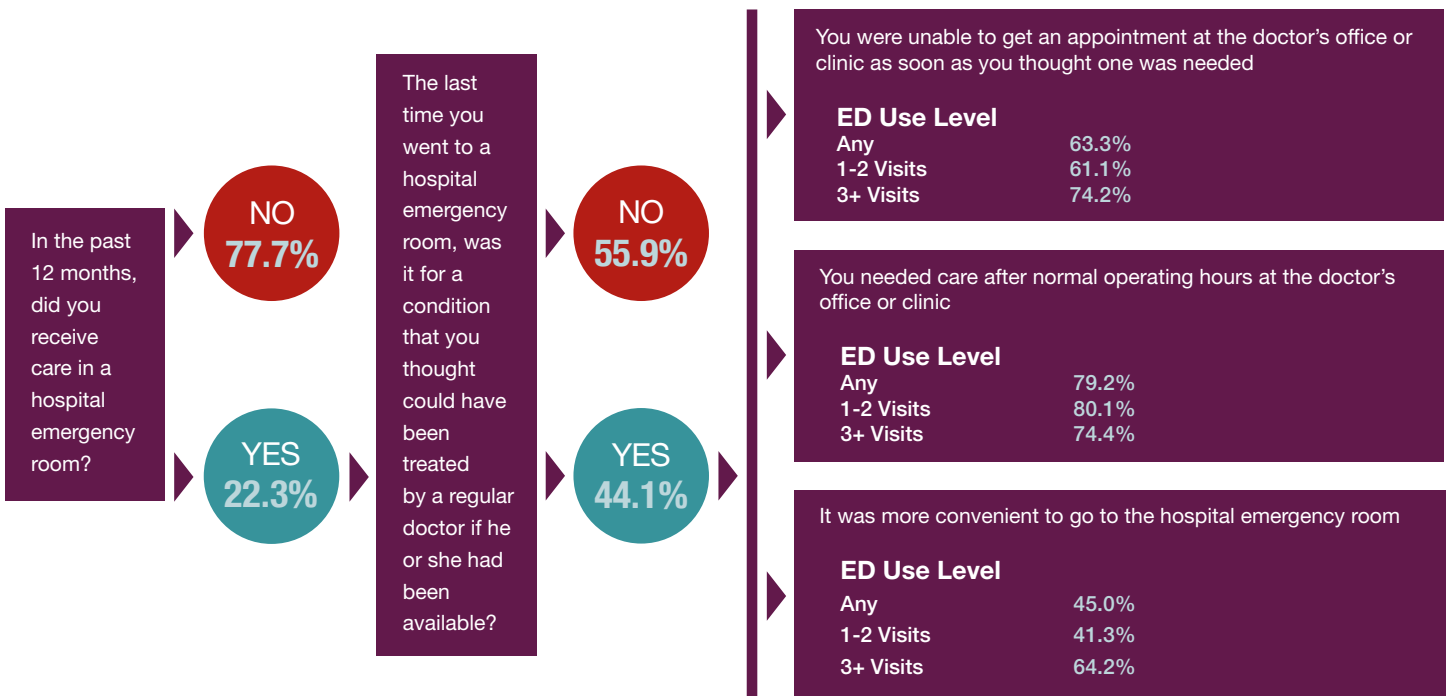 In the past
12 months,
did you
receive
care in a
hospital
emergency
room?
NO
77.7%
YES
22.3%
The last
time you
went to a
hospital
emergency
room, was
it for a
condition
that you
thought
could have
been
treated
by a regular
doctor if he
or she had
been
available?
NO
55.9%
YES
44.1%
You were unable to get an appointment at the doctor’s office or
clinic as soon as you thought one was needed
ED Use Level
Any 63.3%
1-2 Visits 61.1%
3+ Visits 74.2%
You needed care after normal operating hours at the doctor’s
office or clinic
ED Use Level
Any 79.2%
1-2 Visits 80.1%
3+ Visits 74.4%
It was more convenient to go to the hospital emergency room
ED Use Level
Any 45.0%
1-2 Visits 41.3%
3+ Visits 64.2%